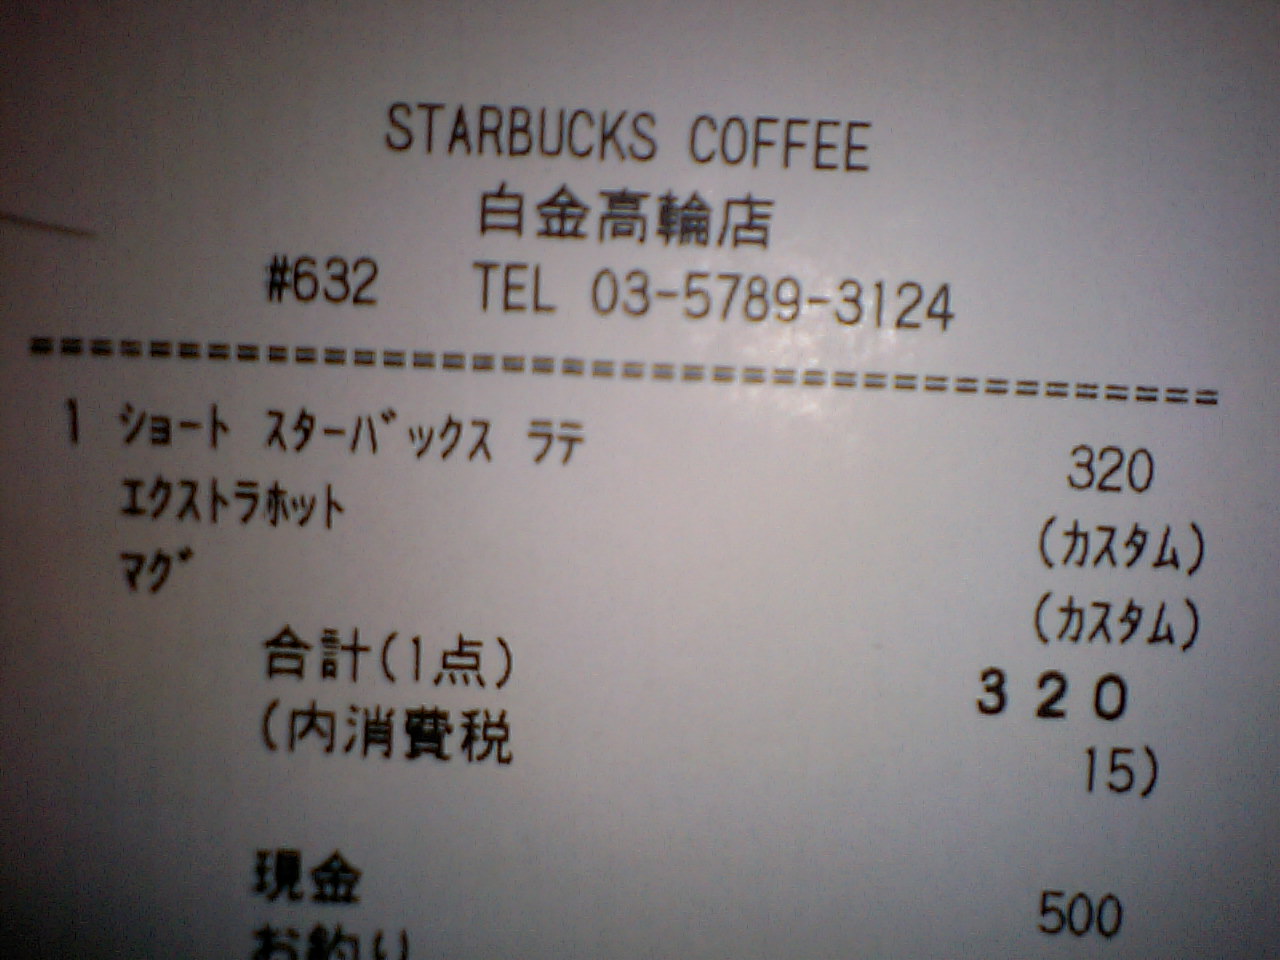 STARBUCKS COFFEE
白金高輪店
#632 TEL 03-5789-3124
========================================
1 ショート スターバックス ラテ 320
エクストラホット (カスタム)
マグ (カスタム)
合計(1点) 320
(内消費税 15)
現金 500
お釣り